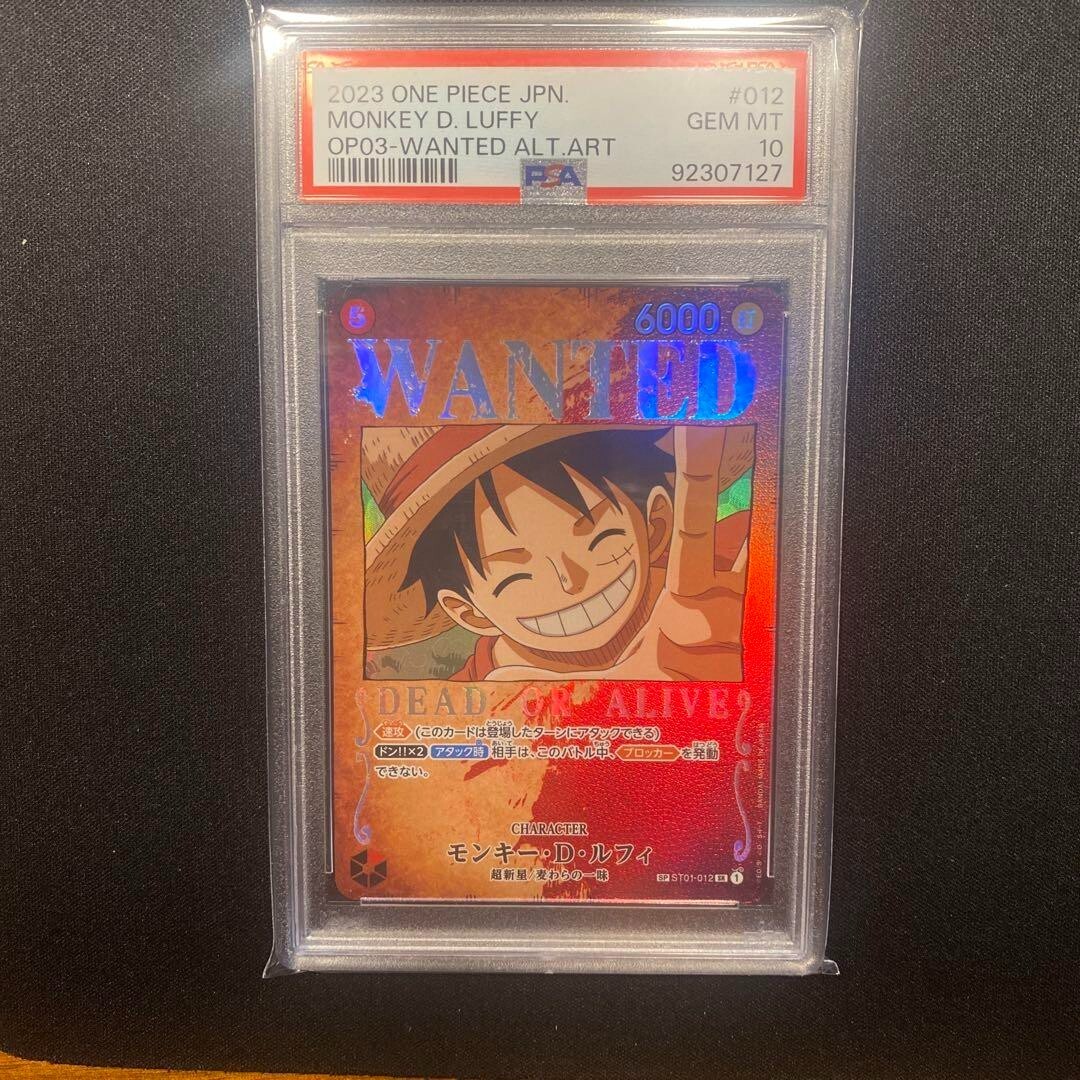 2023 ONE PIECE JPN. #012
MONKEY D. LUFFY GEM MT
OP03-WANTED ALT.ART 10
PSA 92307127
5 6000 打
WANTED
DEAD OR ALIVE
速攻 (このカードは登場したターンにアタックできる)
ドン!!×2 アタック時 相手は、このバトル中、ブロッカー を発動
できない。
CHARACTER
モンキー・D・ルフィ
超新星/麦わらの一味
SP ST01-012 SR 1